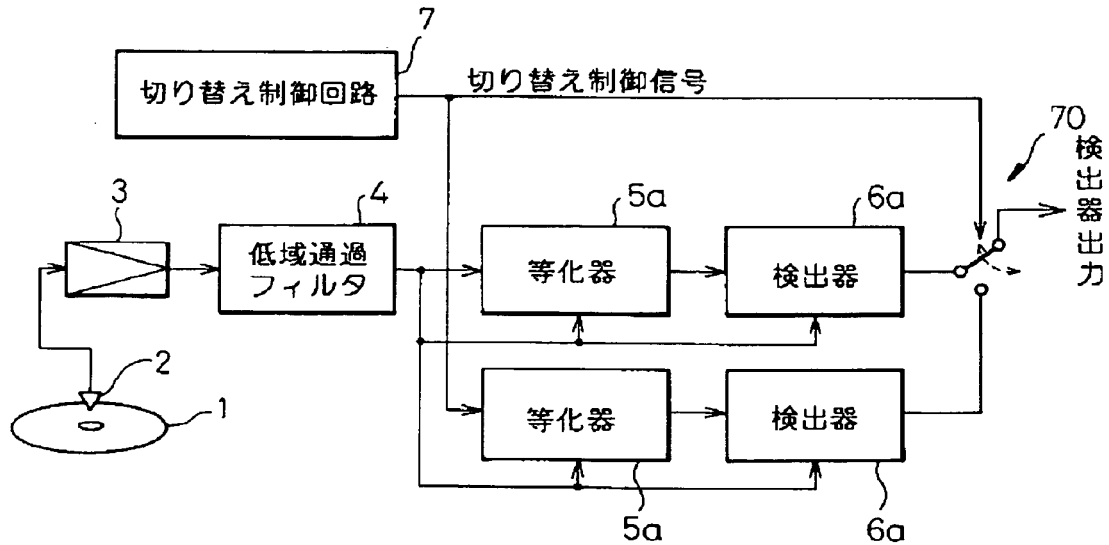 7
切り替え制御回路
切り替え制御信号
70
検出器出力
3
4
5a
6a
低域通過
フィルタ
等化器
検出器
2
1
等化器
検出器
5a
6a